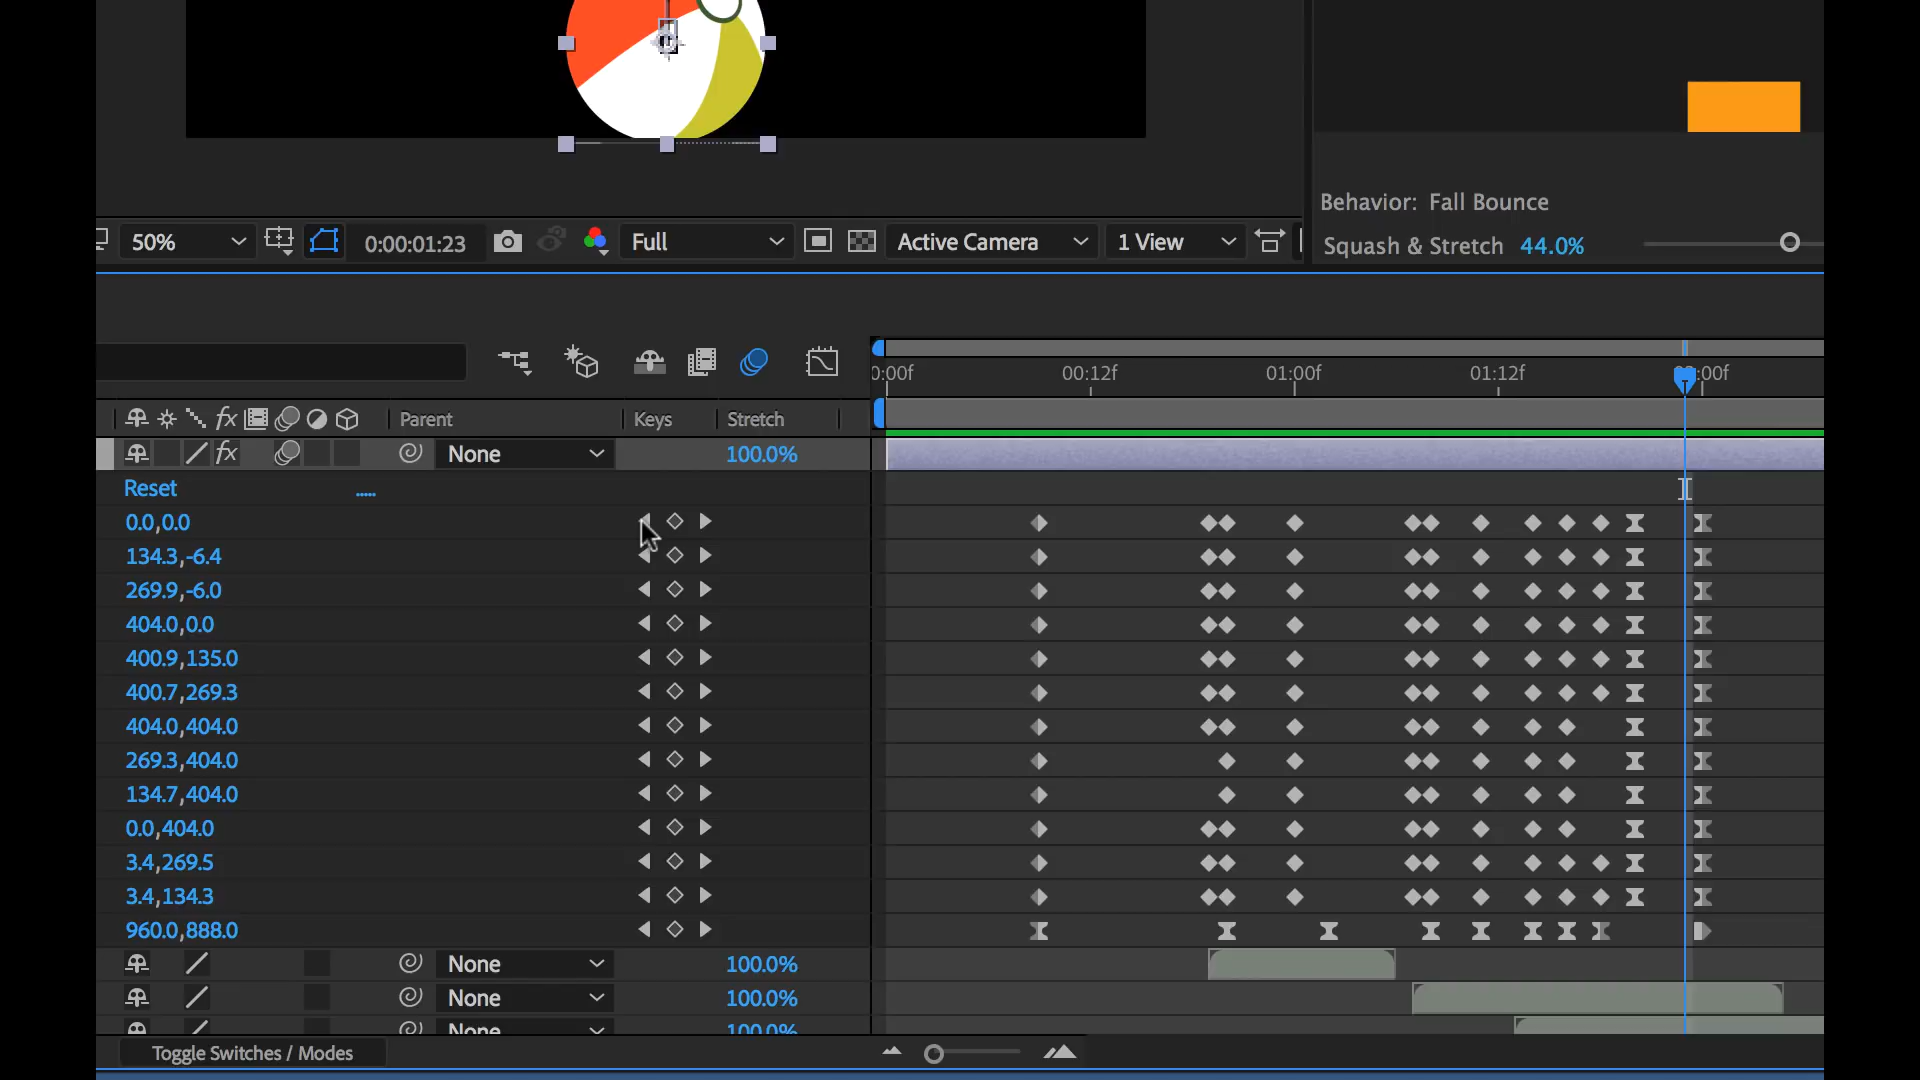 Behavior: Fall Bounce
50%
0:00:01:23
Full
Active Camera
1 View
Squash & Stretch 44.0%
0:00f
00:12f
01:00f
01:12f
:00f
fx
Parent
Keys
Stretch
fx
None
100.0%
Reset
.....
0.0,0.0
134.3,-6.4
269.9,-6.0
404.0,0.0
400.9,135.0
400.7,269.3
404.0,404.0
269.3,404.0
134.7,404.0
0.0,404.0
3.4,269.5
3.4,134.3
960.0,888.0
None
100.0%
None
100.0%
None
100.0%
Toggle Switches / Modes